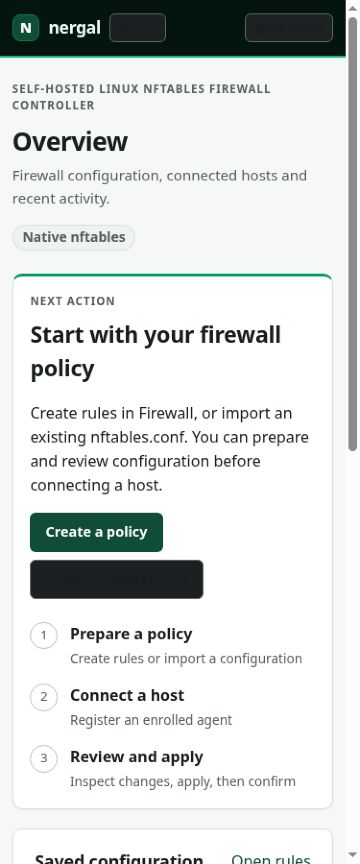 N nergal
SELF-HOSTED LINUX NFTABLES FIREWALL
CONTROLLER
Overview
Firewall configuration, connected hosts and
recent activity.
Native nftables
NEXT ACTION
Start with your firewall
policy
Create rules in Firewall, or import an
existing nftables.conf. You can prepare
and review configuration before
connecting a host.
Create a policy
1 Prepare a policy
Create rules or import a configuration
2 Connect a host
Register an enrolled agent
3 Review and apply
Inspect changes, apply, then confirm
Saved configuration Open rules